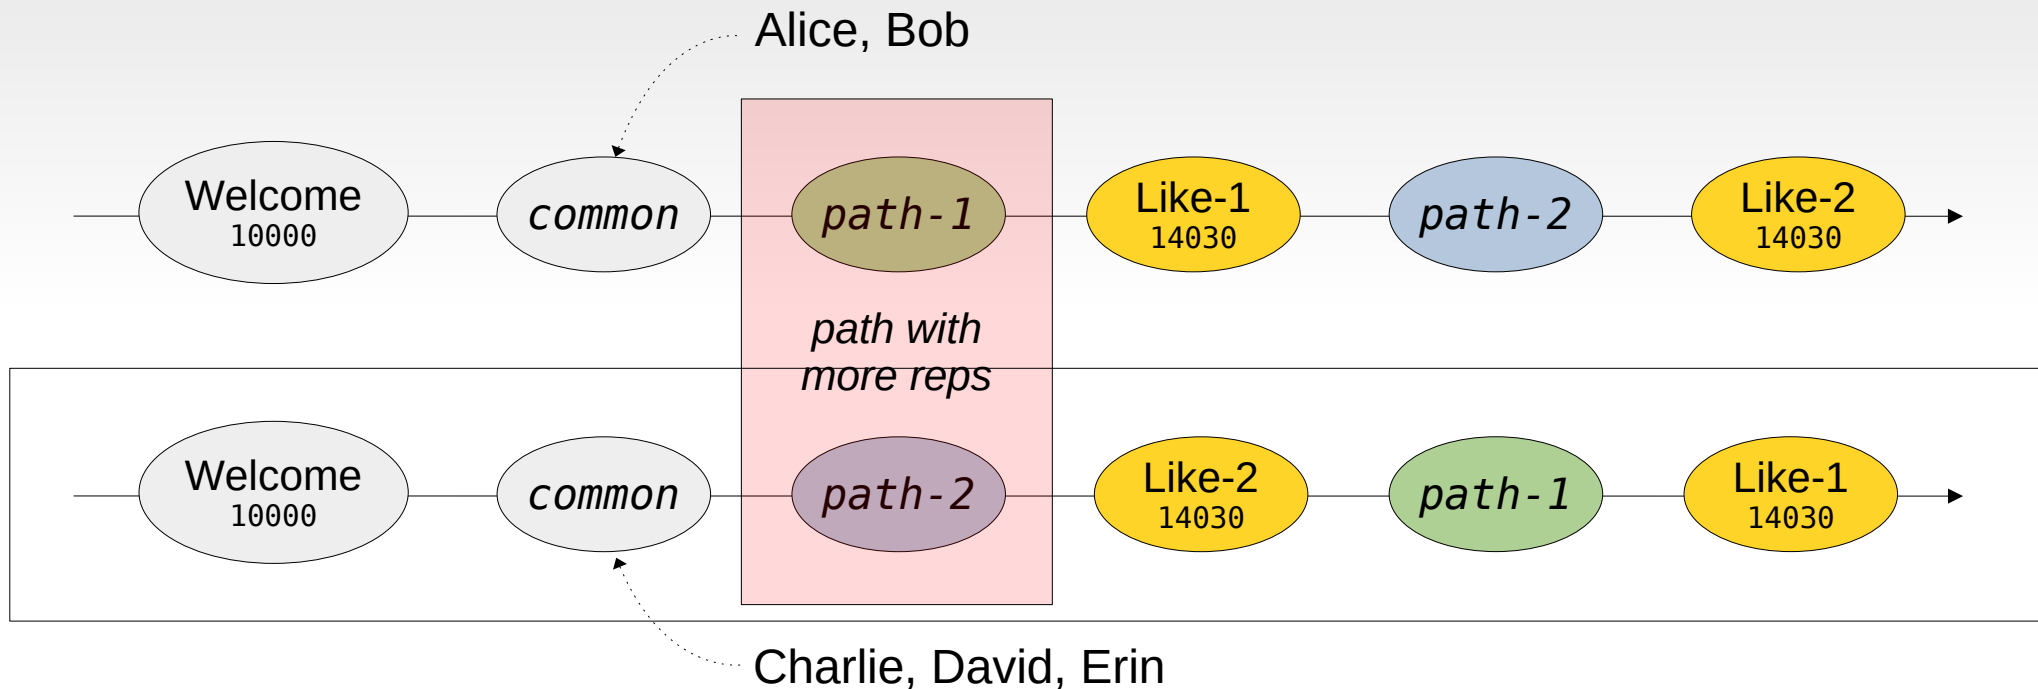 Alice, Bob
Welcome
10000
common
path-1
Like-1
14030
path-2
Like-2
14030
path with
more reps
Welcome
10000
common
path-2
Like-2
14030
path-1
Like-1
14030
Charlie, David, Erin